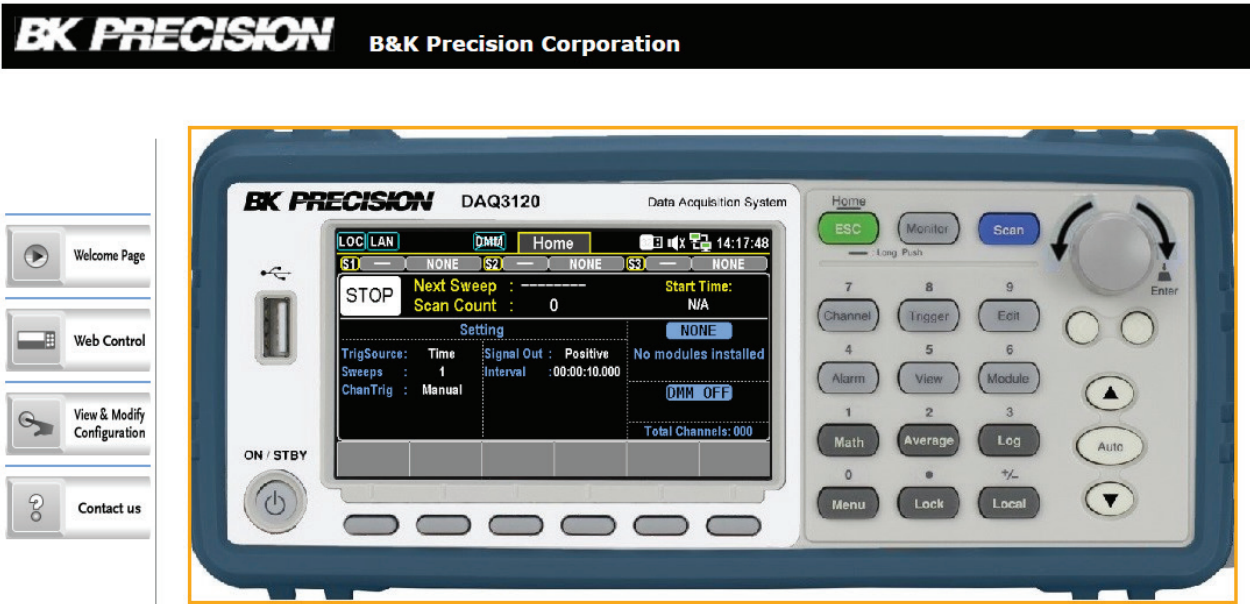 BK PRECISION B&K Precision Corporation
Welcome Page
Web Control
View & Modify
Configuration
Contact us
BK PRECISION DAQ3120 Data Acquisition System
ON / STBY
LOC LAN DMM Home 14:17:48
S1 — NONE S2 — NONE S3 — NONE
STOP
Next Sweep : --------
Scan Count : 0
Start Time:
N/A
Setting
TrigSource: Time
Sweeps : 1
ChanTrig : Manual
Signal Out : Positive
Interval :00:00:10.000
NONE
No modules installed
DMM OFF
Total Channels: 000
Home
ESC Monitor Scan
: Long Push
Enter
7 8 9
Channel Trigger Edit
4 5 6
Alarm View Module
1 2 3
Math Average Log
0 ● +/–
Menu Lock Local
Auto